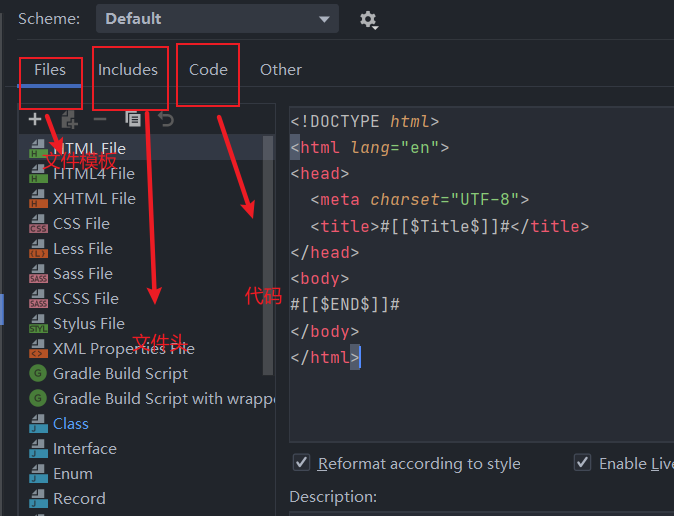 Scheme: Default
Files Includes Code Other
HTML File
文件模板
HTML4 File
XHTML File
CSS File
Less File
Sass File
代码
SCSS File
Stylus File
文件头
XML Properties File
Gradle Build Script
Gradle Build Script with wrappe
Class
Interface
Enum
Record
<!DOCTYPE html>
<html lang="en">
<head>
<meta charset="UTF-8">
<title>#[[$Title$]]#</title>
</head>
<body>
#[[$END$]]#
</body>
</html>
Reformat according to style Enable Live
Description: